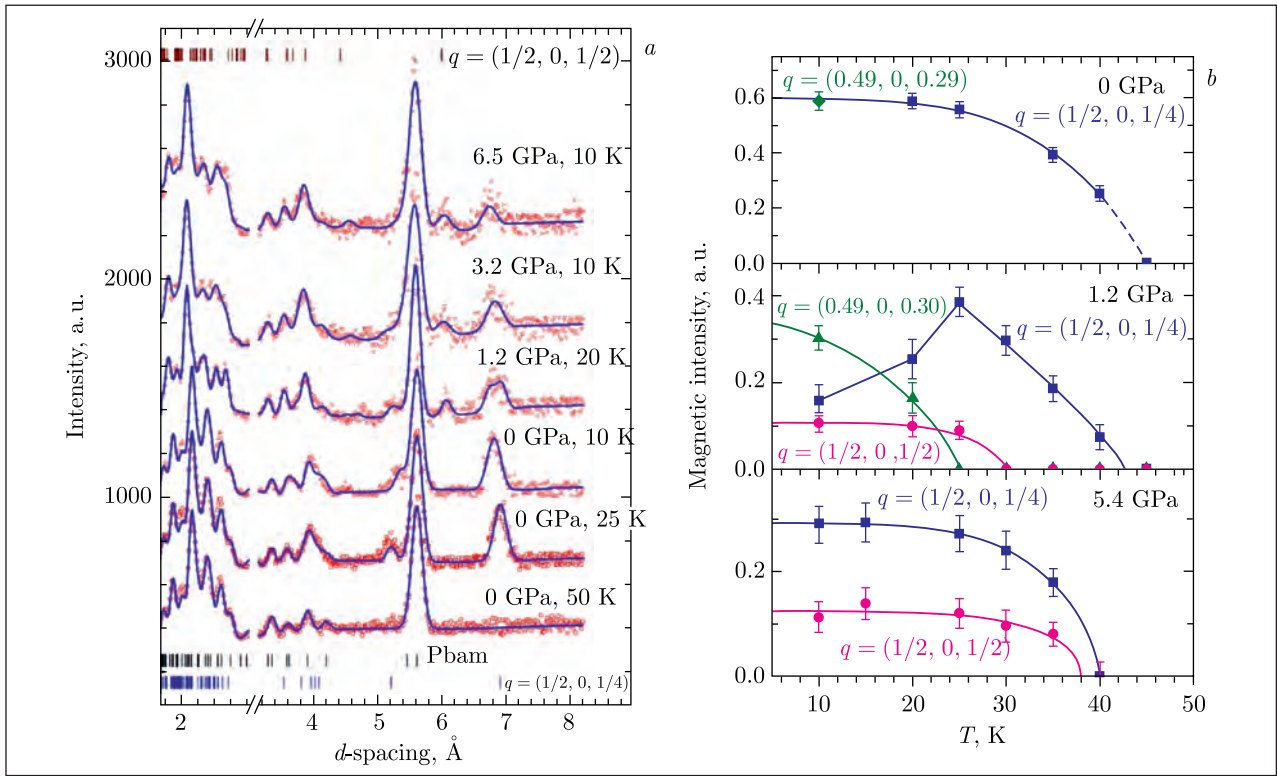 a
3000
q = (1/2, 0, 1/2)
6.5 GPa, 10 K
2000
3.2 GPa, 10 K
1.2 GPa, 20 K
0 GPa, 10 K
1000
0 GPa, 25 K
0 GPa, 50 K
Pbam
q = (1/2, 0, 1/4)
Intensity, a. u.
2 4 5 6 7 8
d-spacing, Å
b
q = (0.49, 0, 0.29)
0 GPa
0.6
q = (1/2, 0, 1/4)
0.4
0.2
0.0
0.4
q = (0.49, 0, 0.30)
1.2 GPa
q = (1/2, 0, 1/4)
0.2
q = (1/2, 0 ,1/2)
0.0
q = (1/2, 0, 1/4)
5.4 GPa
0.2
q = (1/2, 0, 1/2)
0.0
Magnetic intensity, a. u.
10 20 30 40 50
T, K